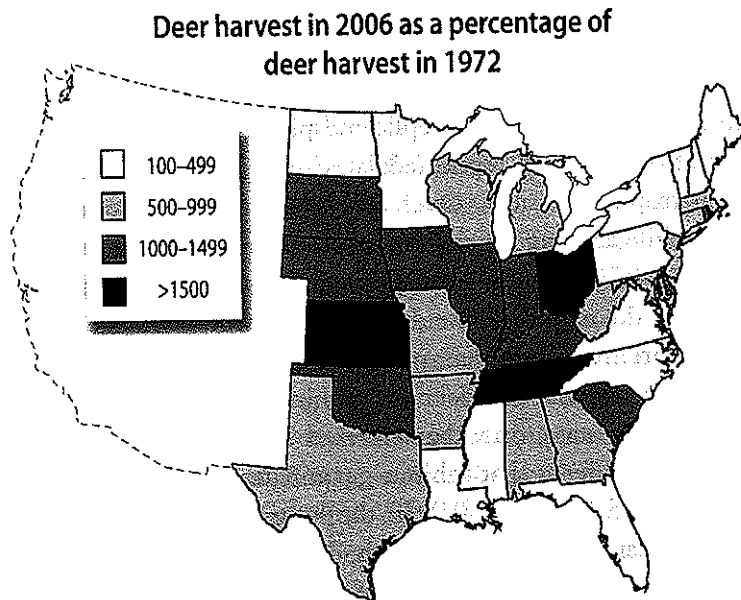 Deer harvest in 2006 as a percentage of
deer harvest in 1972
100–499
500–999
1000–1499
>1500